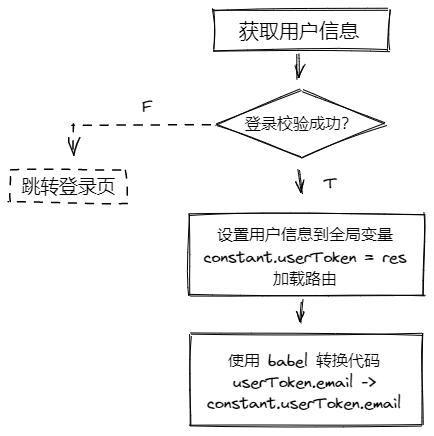 获取用户信息
登录校验成功?
F
跳转登录页
T
设置用户信息到全局变量
constant.userToken = res
加载路由
使用 babel 转换代码
userToken.email ->
constant.userToken.email